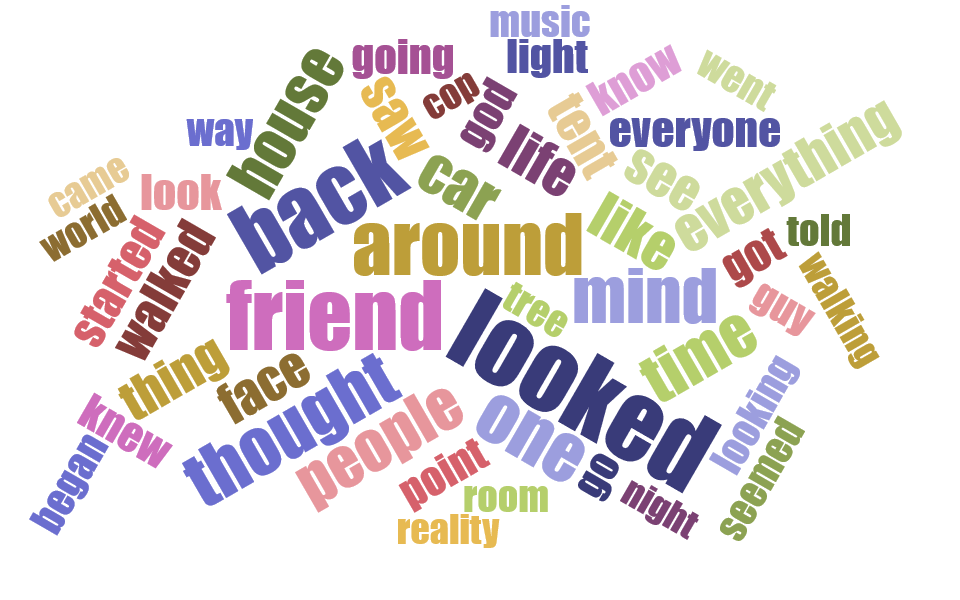 music
light
going
know
went
house
saw
cop
god
tent
way
everyone
life
see
everything
came
look
back
car
world
started
walked
around
like
got
told
friend
tree
mind
guy
walking
looked
time
thing
face
thought
people
one
looking
knew
began
point
go
seemed
room
night
reality